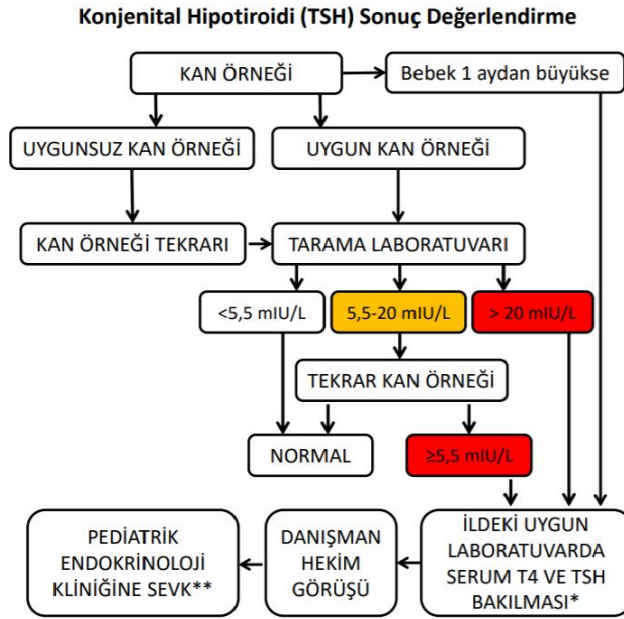 Konjenital Hipotiroidi (TSH) Sonuç Değerlendirme
KAN ÖRNEĞİ
Bebek 1 aydan büyükse
UYGUNSUZ KAN ÖRNEĞİ
UYGUN KAN ÖRNEĞİ
KAN ÖRNEĞİ TEKRARI
TARAMA LABORATUVARI
<5,5 mIU/L
5,5-20 mIU/L
> 20 mIU/L
TEKRAR KAN ÖRNEĞİ
NORMAL
≥5,5 mIU/L
PEDİATRİK
ENDOKRİNOLOJİ
KLİNİĞİNE SEVK**
DANIŞMAN
HEKİM
GÖRÜŞÜ
İLDEKİ UYGUN
LABORATUVARDA
SERUM T4 VE TSH
BAKILMASI*